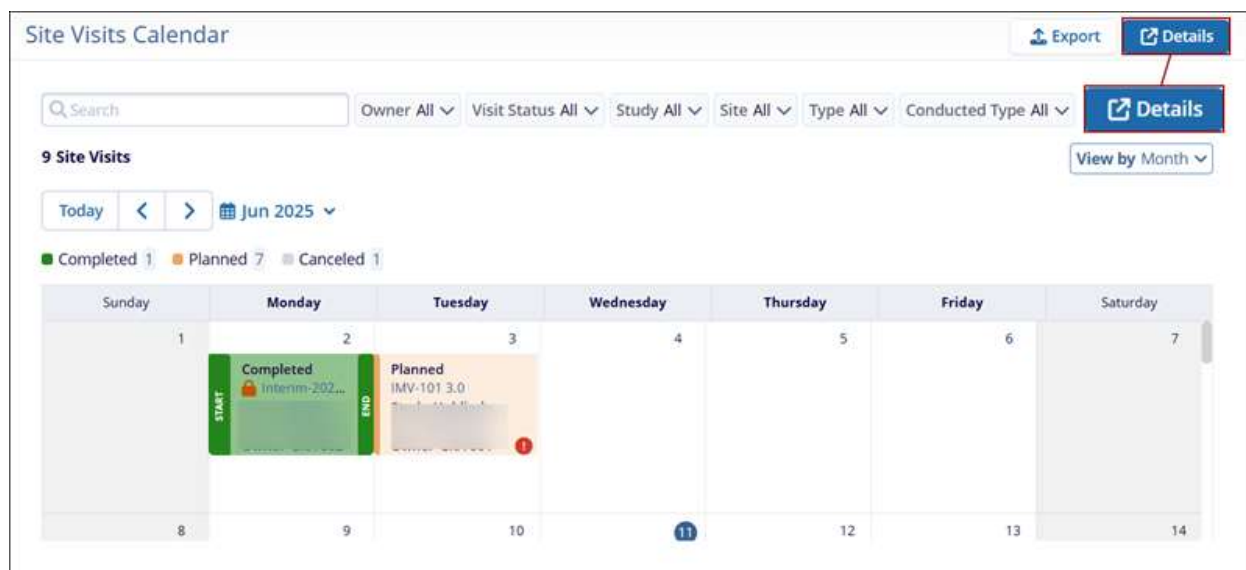 Site Visits Calendar
Export
Details
Search
Owner All
Visit Status All
Study All
Site All
Type All
Conducted Type All
Details
9 Site Visits
View by Month
Today
Jun 2025
Completed 1
Planned 7
Canceled 1
Sunday
Monday
Tuesday
Wednesday
Thursday
Friday
Saturday
1
2
3
4
5
6
7
START
Completed
Interim-202...
END
Planned
IMV-101 3.0
8
9
10
11
12
13
14